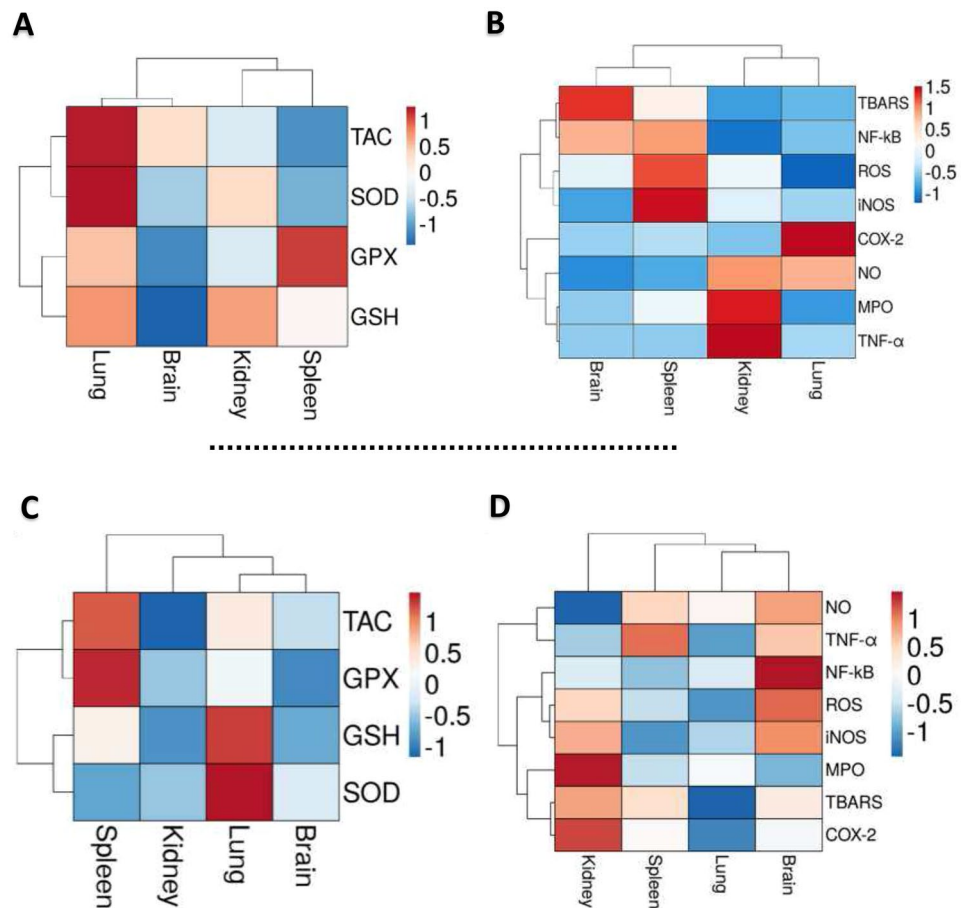 A
TAC
SOD
GPX
GSH
1
0.5
0
-0.5
-1
Lung
Brain
Kidney
Spleen
B
TBARS
NF-kB
ROS
iNOS
COX-2
NO
MPO
TNF-α
1.5
1
0.5
0
-0.5
-1
Brain
Spleen
Kidney
Lung
C
TAC
GPX
GSH
SOD
1
0.5
0
-0.5
-1
Spleen
Kidney
Lung
Brain
D
NO
TNF-α
NF-kB
ROS
iNOS
MPO
TBARS
COX-2
1
0.5
0
-0.5
-1
Kidney
Spleen
Lung
Brain